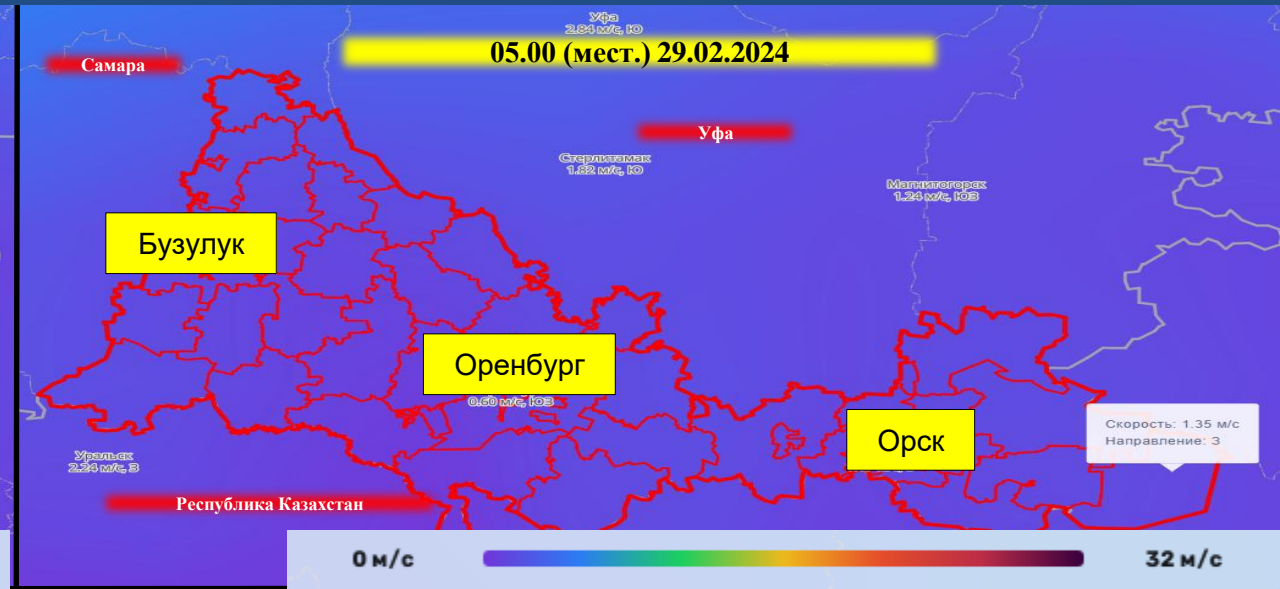 Уфа
2.84 м/с, Ю
05.00 (мест.) 29.02.2024
Самара
Уфа
Стерлитамак
1.82 м/с, Ю
Магнитогорск
1.24 м/с, ЮЗ
Бузулук
Оренбург
0.60 м/с, ЮЗ
Орск
Скорость: 1.35 м/с
Направление: З
Уральск
2.24 м/с, З
Республика Казахстан
0 м/с
32 м/с